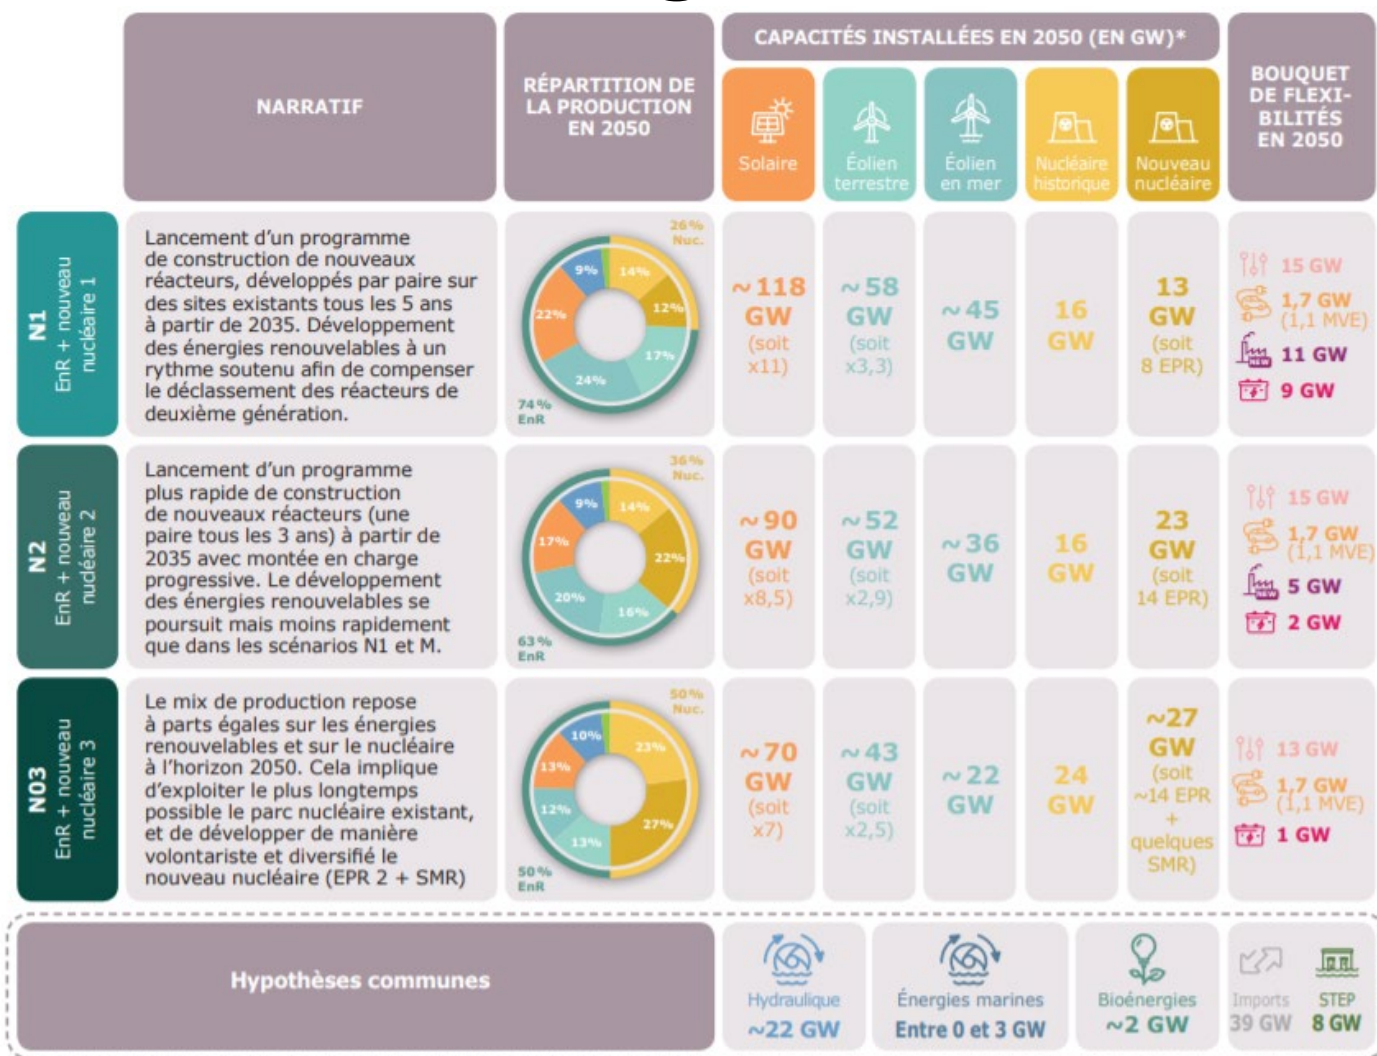 NARRATIF
RÉPARTITION DE
LA PRODUCTION
EN 2050
CAPACITÉS INSTALLÉES EN 2050 (EN GW)*
Solaire
Éolien
terrestre
Éolien
en mer
Nucléaire
historique
Nouveau
nucléaire
BOUQUET
DE FLEXI-
BILITÉS
EN 2050
N1
EnR + nouveau
nucléaire 1
Lancement d’un programme
de construction de nouveaux
réacteurs, développés par paire sur
des sites existants tous les 5 ans
à partir de 2035. Développement
des énergies renouvelables à un
rythme soutenu afin de compenser
le déclassement des réacteurs de
deuxième génération.
26%
Nuc.
14%
12%
17%
24%
22%
9%
74%
EnR
~118
GW
(soit
x11)
~58
GW
(soit
x3,3)
~45
GW
16
GW
13
GW
(soit
8 EPR)
15 GW
1,7 GW
(1,1 MVE)
NEW
11 GW
9 GW
N2
EnR + nouveau
nucléaire 2
Lancement d’un programme
plus rapide de construction
de nouveaux réacteurs (une
paire tous les 3 ans) à partir de
2035 avec montée en charge
progressive. Le développement
des énergies renouvelables se
poursuit mais moins rapidement
que dans les scénarios N1 et M.
36%
Nuc.
14%
22%
16%
20%
17%
9%
63%
EnR
~90
GW
(soit
x8,5)
~52
GW
(soit
x2,9)
~36
GW
16
GW
23
GW
(soit
14 EPR)
15 GW
1,7 GW
(1,1 MVE)
NEW
5 GW
2 GW
N03
EnR + nouveau
nucléaire 3
Le mix de production repose
à parts égales sur les énergies
renouvelables et sur le nucléaire
à l’horizon 2050. Cela implique
d’exploiter le plus longtemps
possible le parc nucléaire existant,
et de développer de manière
volontariste et diversifié le
nouveau nucléaire (EPR 2 + SMR)
50%
Nuc.
23%
27%
13%
12%
13%
10%
50%
EnR
~70
GW
(soit
x7)
~43
GW
(soit
x2,5)
~22
GW
24
GW
~27
GW
(soit
~14 EPR
+
quelques
SMR)
13 GW
1,7 GW
(1,1 MVE)
1 GW
Hypothèses communes
Hydraulique
~22 GW
Énergies marines
Entre 0 et 3 GW
Bioénergies
~2 GW
Imports
39 GW
STEP
8 GW